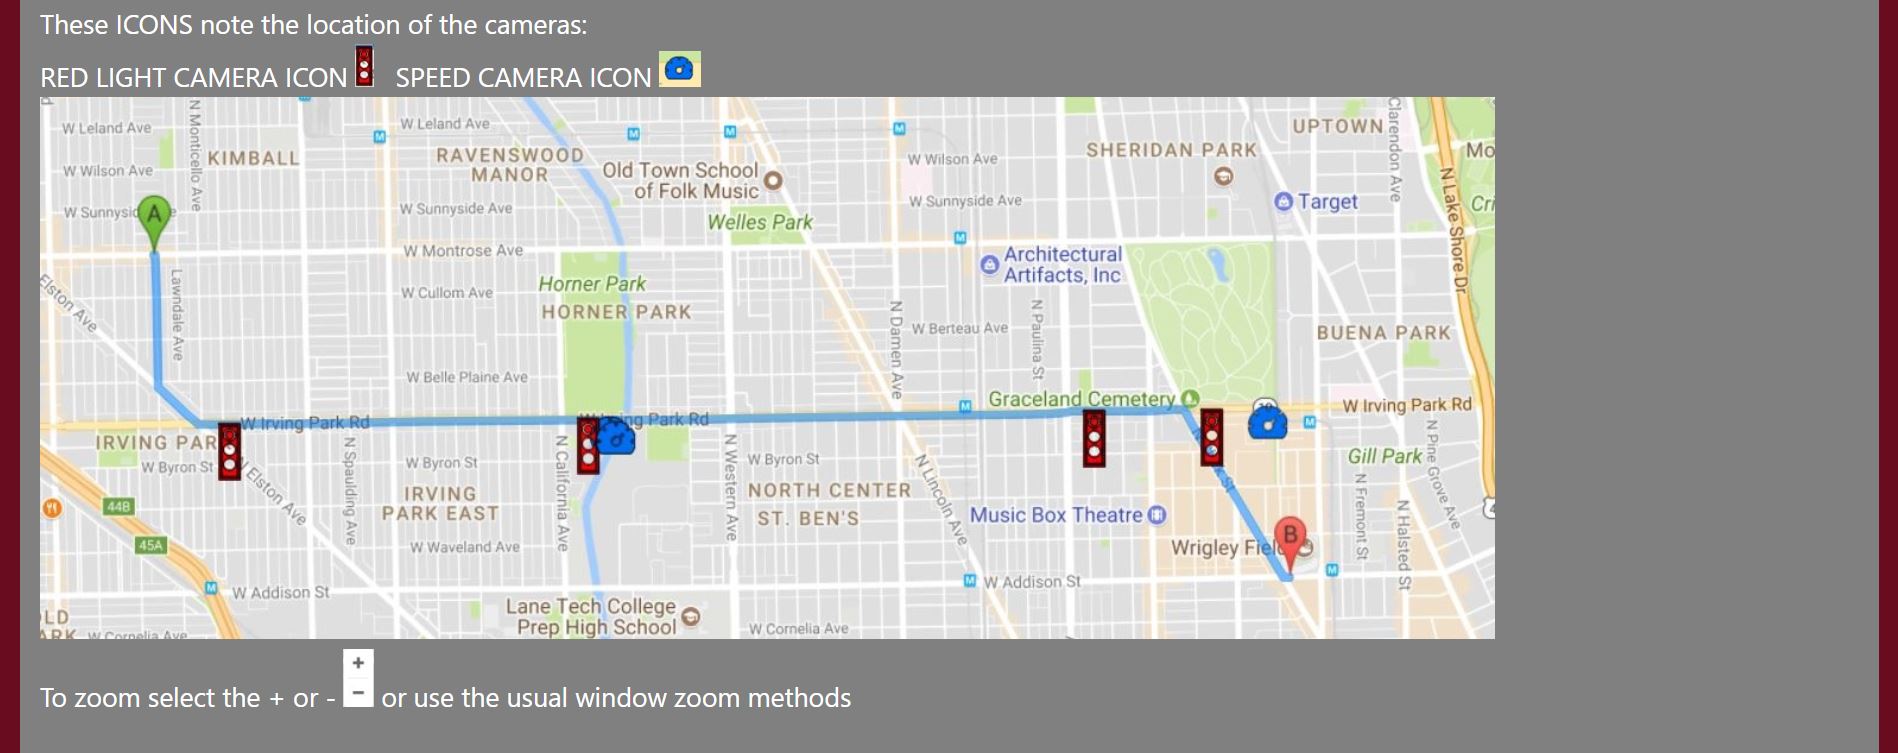 These ICONS note the location of the cameras:
RED LIGHT CAMERA ICON SPEED CAMERA ICON
W Leland Ave
N Monticello Ave
KIMBALL
W Wilson Ave
W Leland Ave
RAVENSWOOD
MANOR
Old Town School
of Folk Music
W Wilson Ave
SHERIDAN PARK
UPTOWN
Clarendon Ave
Mo
A
W Sunnysid e
W Sunnyside Ave
Welles Park
W Sunnyside Ave
Target
N Lake Shore Dr
Cri
W Montrose Ave
Architectural
Artifacts, Inc
Elston Ave
Lawndale Ave
W Cullom Ave
Horner Park
HORNER PARK
N Damen Ave
W Berteau Ave
N Paulina St
BUENA PARK
W Belle Plaine Ave
Graceland Cemetery
W Irving Park Rd
W Irving Park Rd
ng Park Rd
W Irving Park Rd
IRVING PAR
W Byron St
N Elston Ave
N Spaulding Ave
W Byron St
N California Ave
N Western Ave
W Byron St
N Lincoln Ave
Gill Park
N Pine Grove Ave
44B
IRVING
PARK EAST
NORTH CENTER
ST. BEN'S
Music Box Theatre
N Fremont St
N Halsted St
45A
W Waveland Ave
Wrigley Fiel
B
W Addison St
W Addison St
LD
ARK
W Cornelia Ave
Lane Tech College
Prep High School
W Cornelia Ave
To zoom select the + or - + − or use the usual window zoom methods